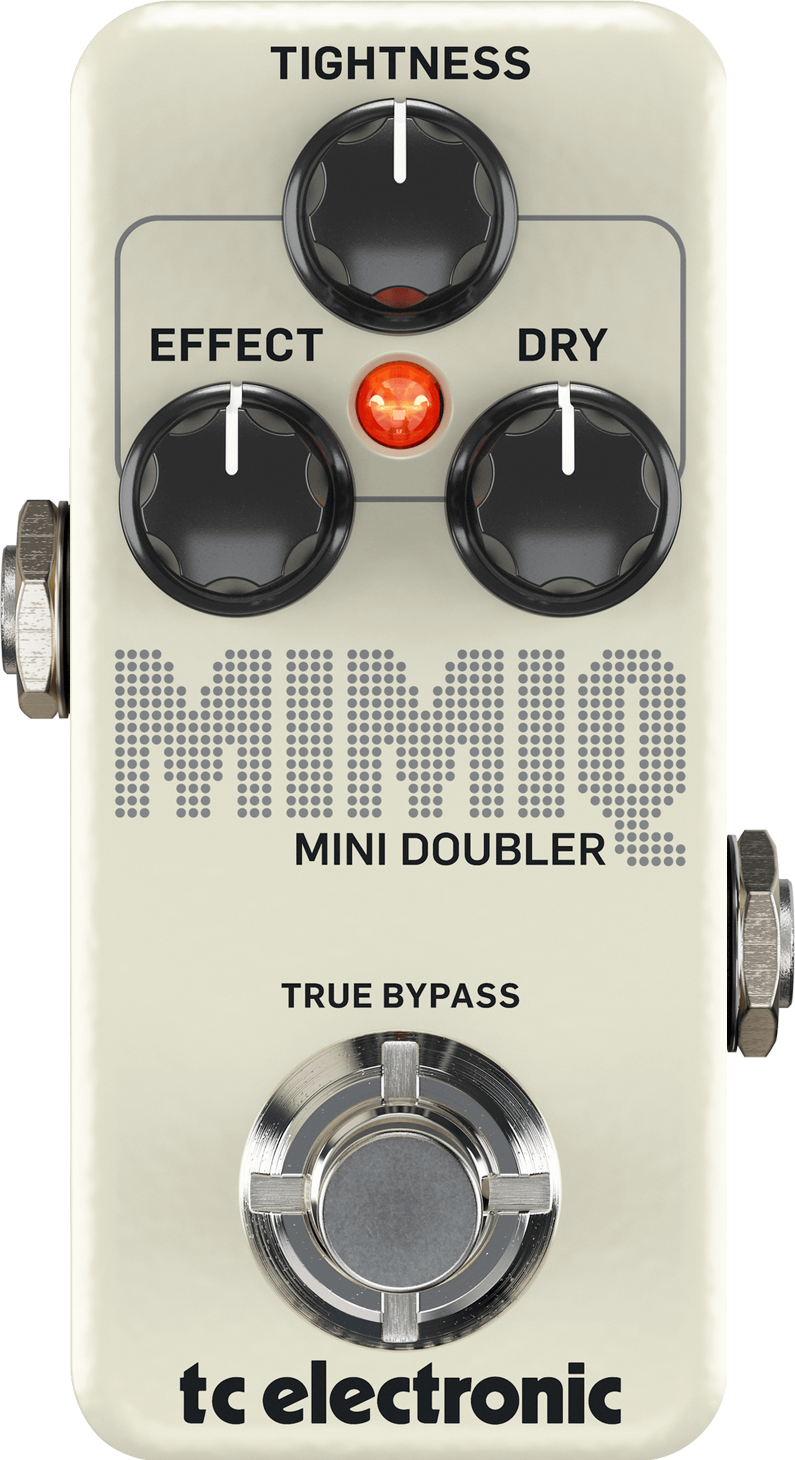 TIGHTNESS
EFFECT DRY
MIMIQ
MINI DOUBLER
TRUE BYPASS
tc electronic